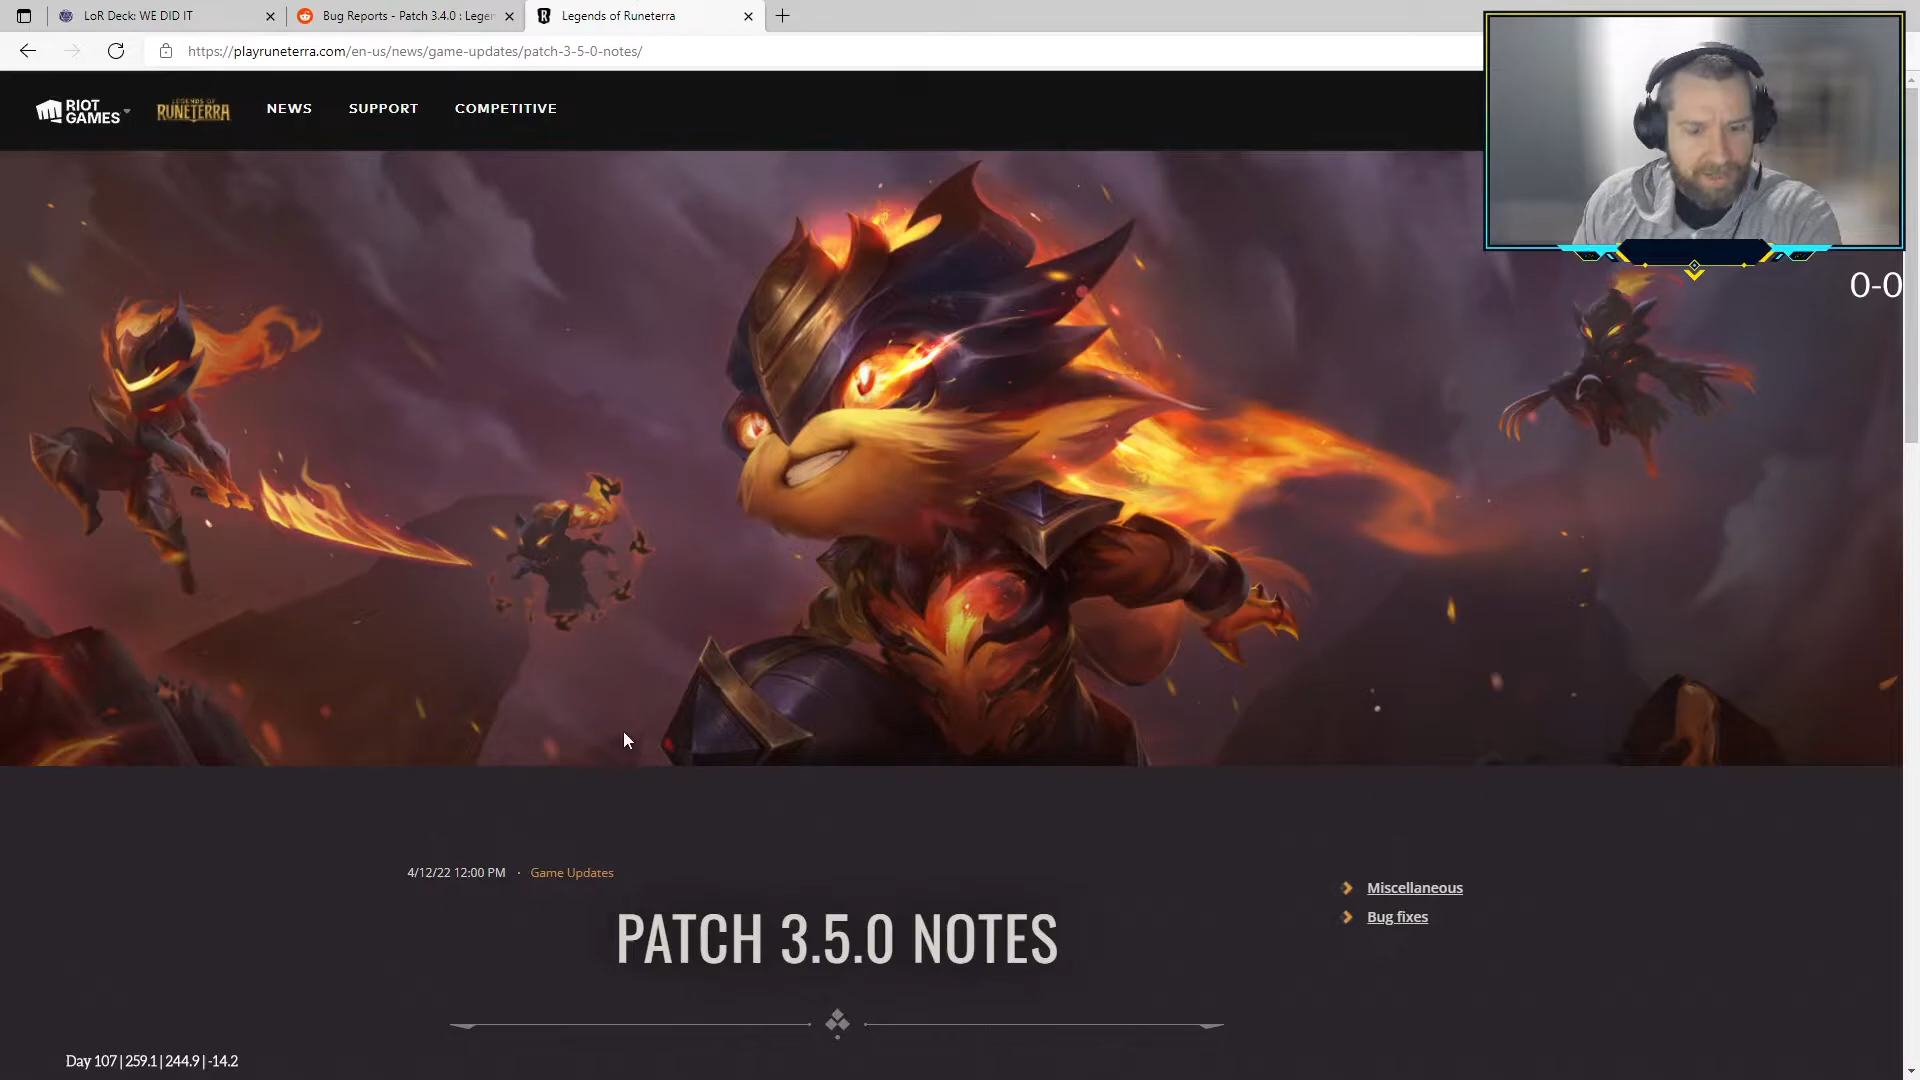 LoR Deck: WE DID IT
Bug Reports - Patch 3.4.0 : Legen
Legends of Runeterra
https://playruneterra.com/en-us/news/game-updates/patch-3-5-0-notes/
RIOT GAMES
LEGENDS OF RUNETERRA
NEWS
SUPPORT
COMPETITIVE
0-0
4/12/22 12:00 PM · Game Updates
Miscellaneous
Bug fixes
PATCH 3.5.0 NOTES
Day 107 | 259.1 | 244.9 | -14.2